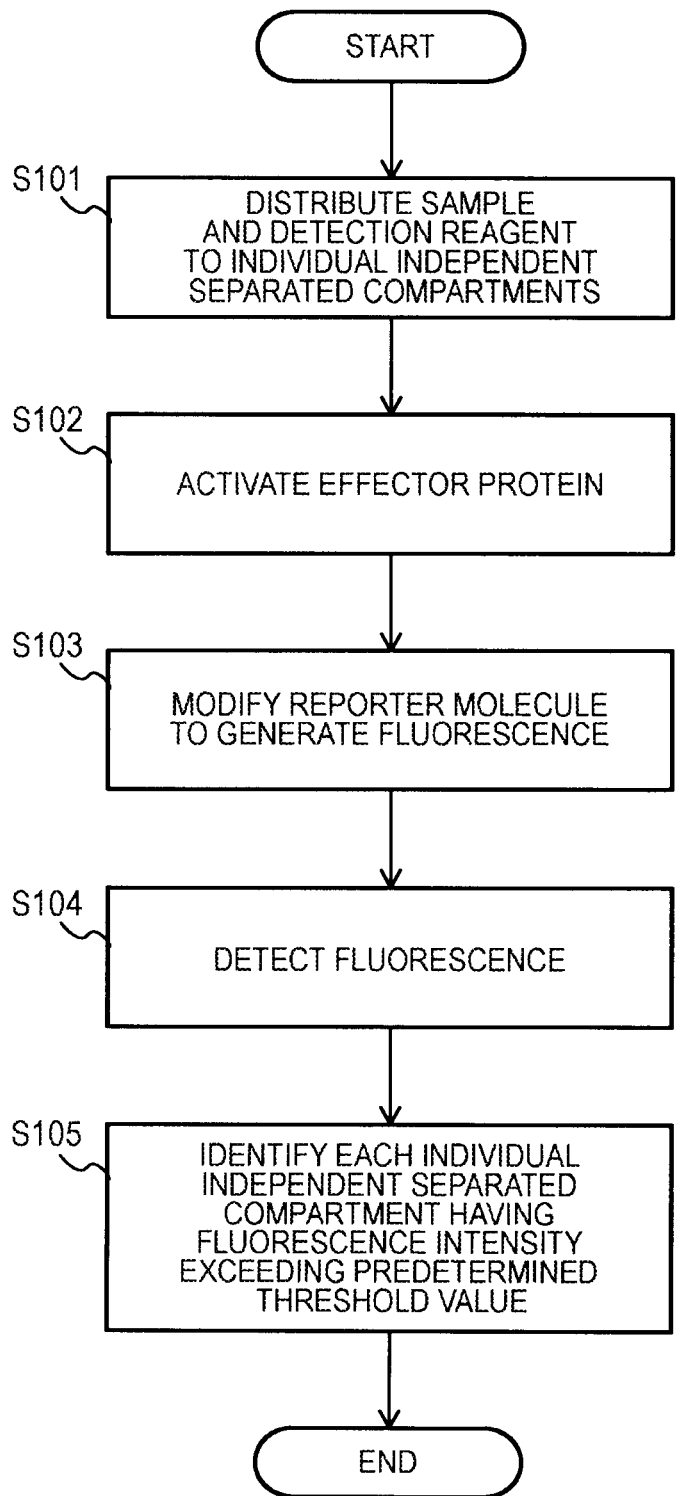 START
S101
DISTRIBUTE SAMPLE
AND DETECTION REAGENT
TO INDIVIDUAL INDEPENDENT
SEPARATED COMPARTMENTS
S102
ACTIVATE EFFECTOR PROTEIN
S103
MODIFY REPORTER MOLECULE
TO GENERATE FLUORESCENCE
S104
DETECT FLUORESCENCE
S105
IDENTIFY EACH INDIVIDUAL
INDEPENDENT SEPARATED
COMPARTMENT HAVING
FLUORESCENCE INTENSITY
EXCEEDING PREDETERMINED
THRESHOLD VALUE
END